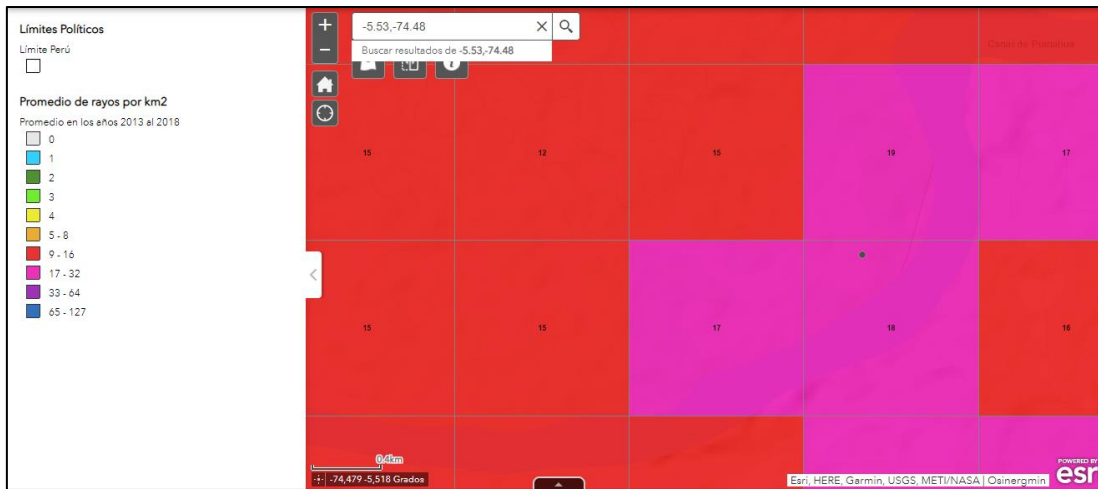 Límites Políticos
Límite Perú
Promedio de rayos por km2
Promedio en los años 2013 al 2018
0
1
2
3
4
5 - 8
9 - 16
17 - 32
33 - 64
65 - 127
+
-5.53,-74.48
−
Buscar resultados de -5.53,-74.48
15 12 15 19 17
15 15 17 18 16
0.4km
-74,479 -5,518 Grados
Esri, HERE, Garmin, USGS, METI/NASA | Osinergmin
POWERED BY
esri